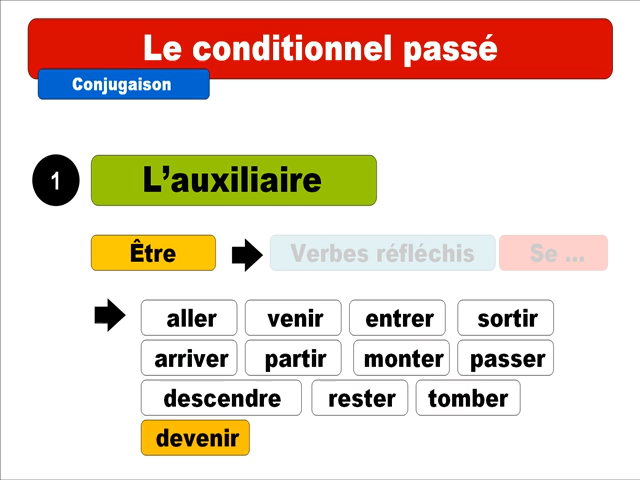 Le conditionnel passé
Conjugaison
1 L’auxiliaire
Être Verbes réfléchis Se ...
aller venir entrer sortir
arriver partir monter passer
descendre rester tomber
devenir